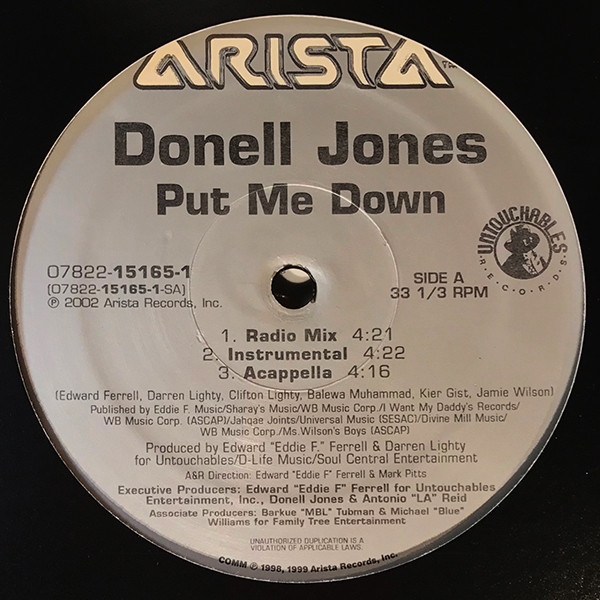 ARISTA TM
Donell Jones
Put Me Down
UNTOUCHABLES
R·E·C·O·R·D·S
07822-15165-1
(07822-15165-1-SA)
℗ 2002 Arista Records, Inc.
SIDE A
33 1/3 RPM
1. Radio Mix 4:21
2. Instrumental 4:22
3. Acappella 4:16
(Edward Ferrell, Darren Lighty, Clifton Lighty, Balewa Muhammad, Kier Gist, Jamie Wilson)
Published by Eddie F. Music/Sharay's Music/WB Music Corp./I Want My Daddy's Records/
WB Music Corp. (ASCAP)/Jahqae Joints/Universal Music (SESAC)/Divine Mill Music/
WB Music Corp./Ms.Wilson's Boys (ASCAP)
Produced by Edward "Eddie F." Ferrell & Darren Lighty
for Untouchables/D-Life Music/Soul Central Entertainment
A&R Direction: Edward "Eddie F" Ferrell & Mark Pitts
Executive Producers: Edward "Eddie F" Ferrell for Untouchables
Entertainment, Inc., Donell Jones & Antonio "LA" Reid
Associate Producers: Barkue "MBL" Tubman & Michael "Blue"
Williams for Family Tree Entertainment
UNAUTHORIZED DUPLICATION IS A
VIOLATION OF APPLICABLE LAWS.
COMM ℗ 1998, 1999 Arista Records, Inc.